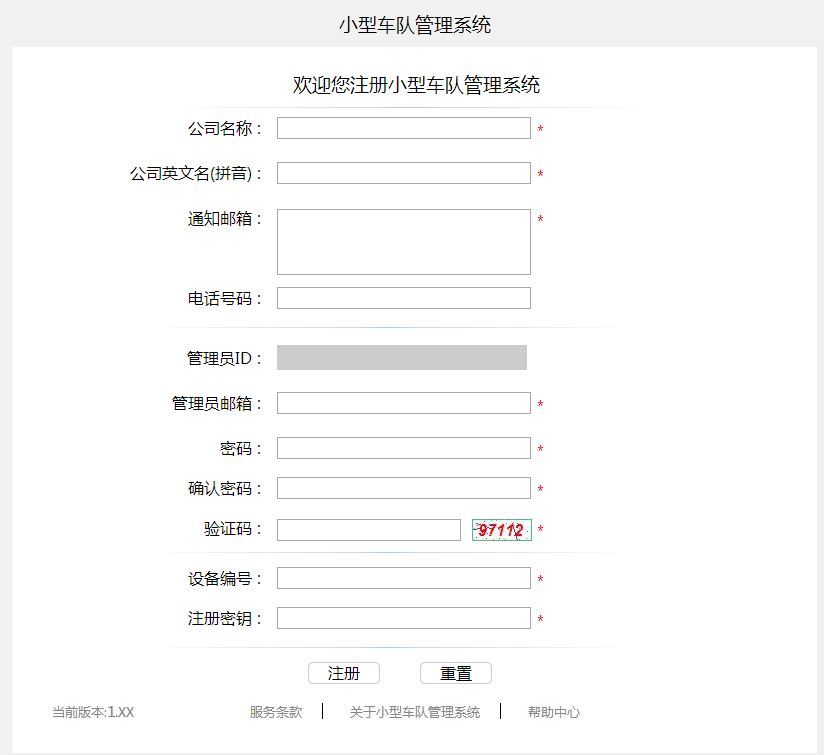 小型车队管理系统
欢迎您注册小型车队管理系统
公司名称： *
公司英文名(拼音)： *
通知邮箱： *
电话号码：
管理员ID：
管理员邮箱： *
密码： *
确认密码： *
验证码： 97112 *
设备编号： *
注册密钥： *
注册 重置
当前版本:1.XX 服务条款 | 关于小型车队管理系统 | 帮助中心